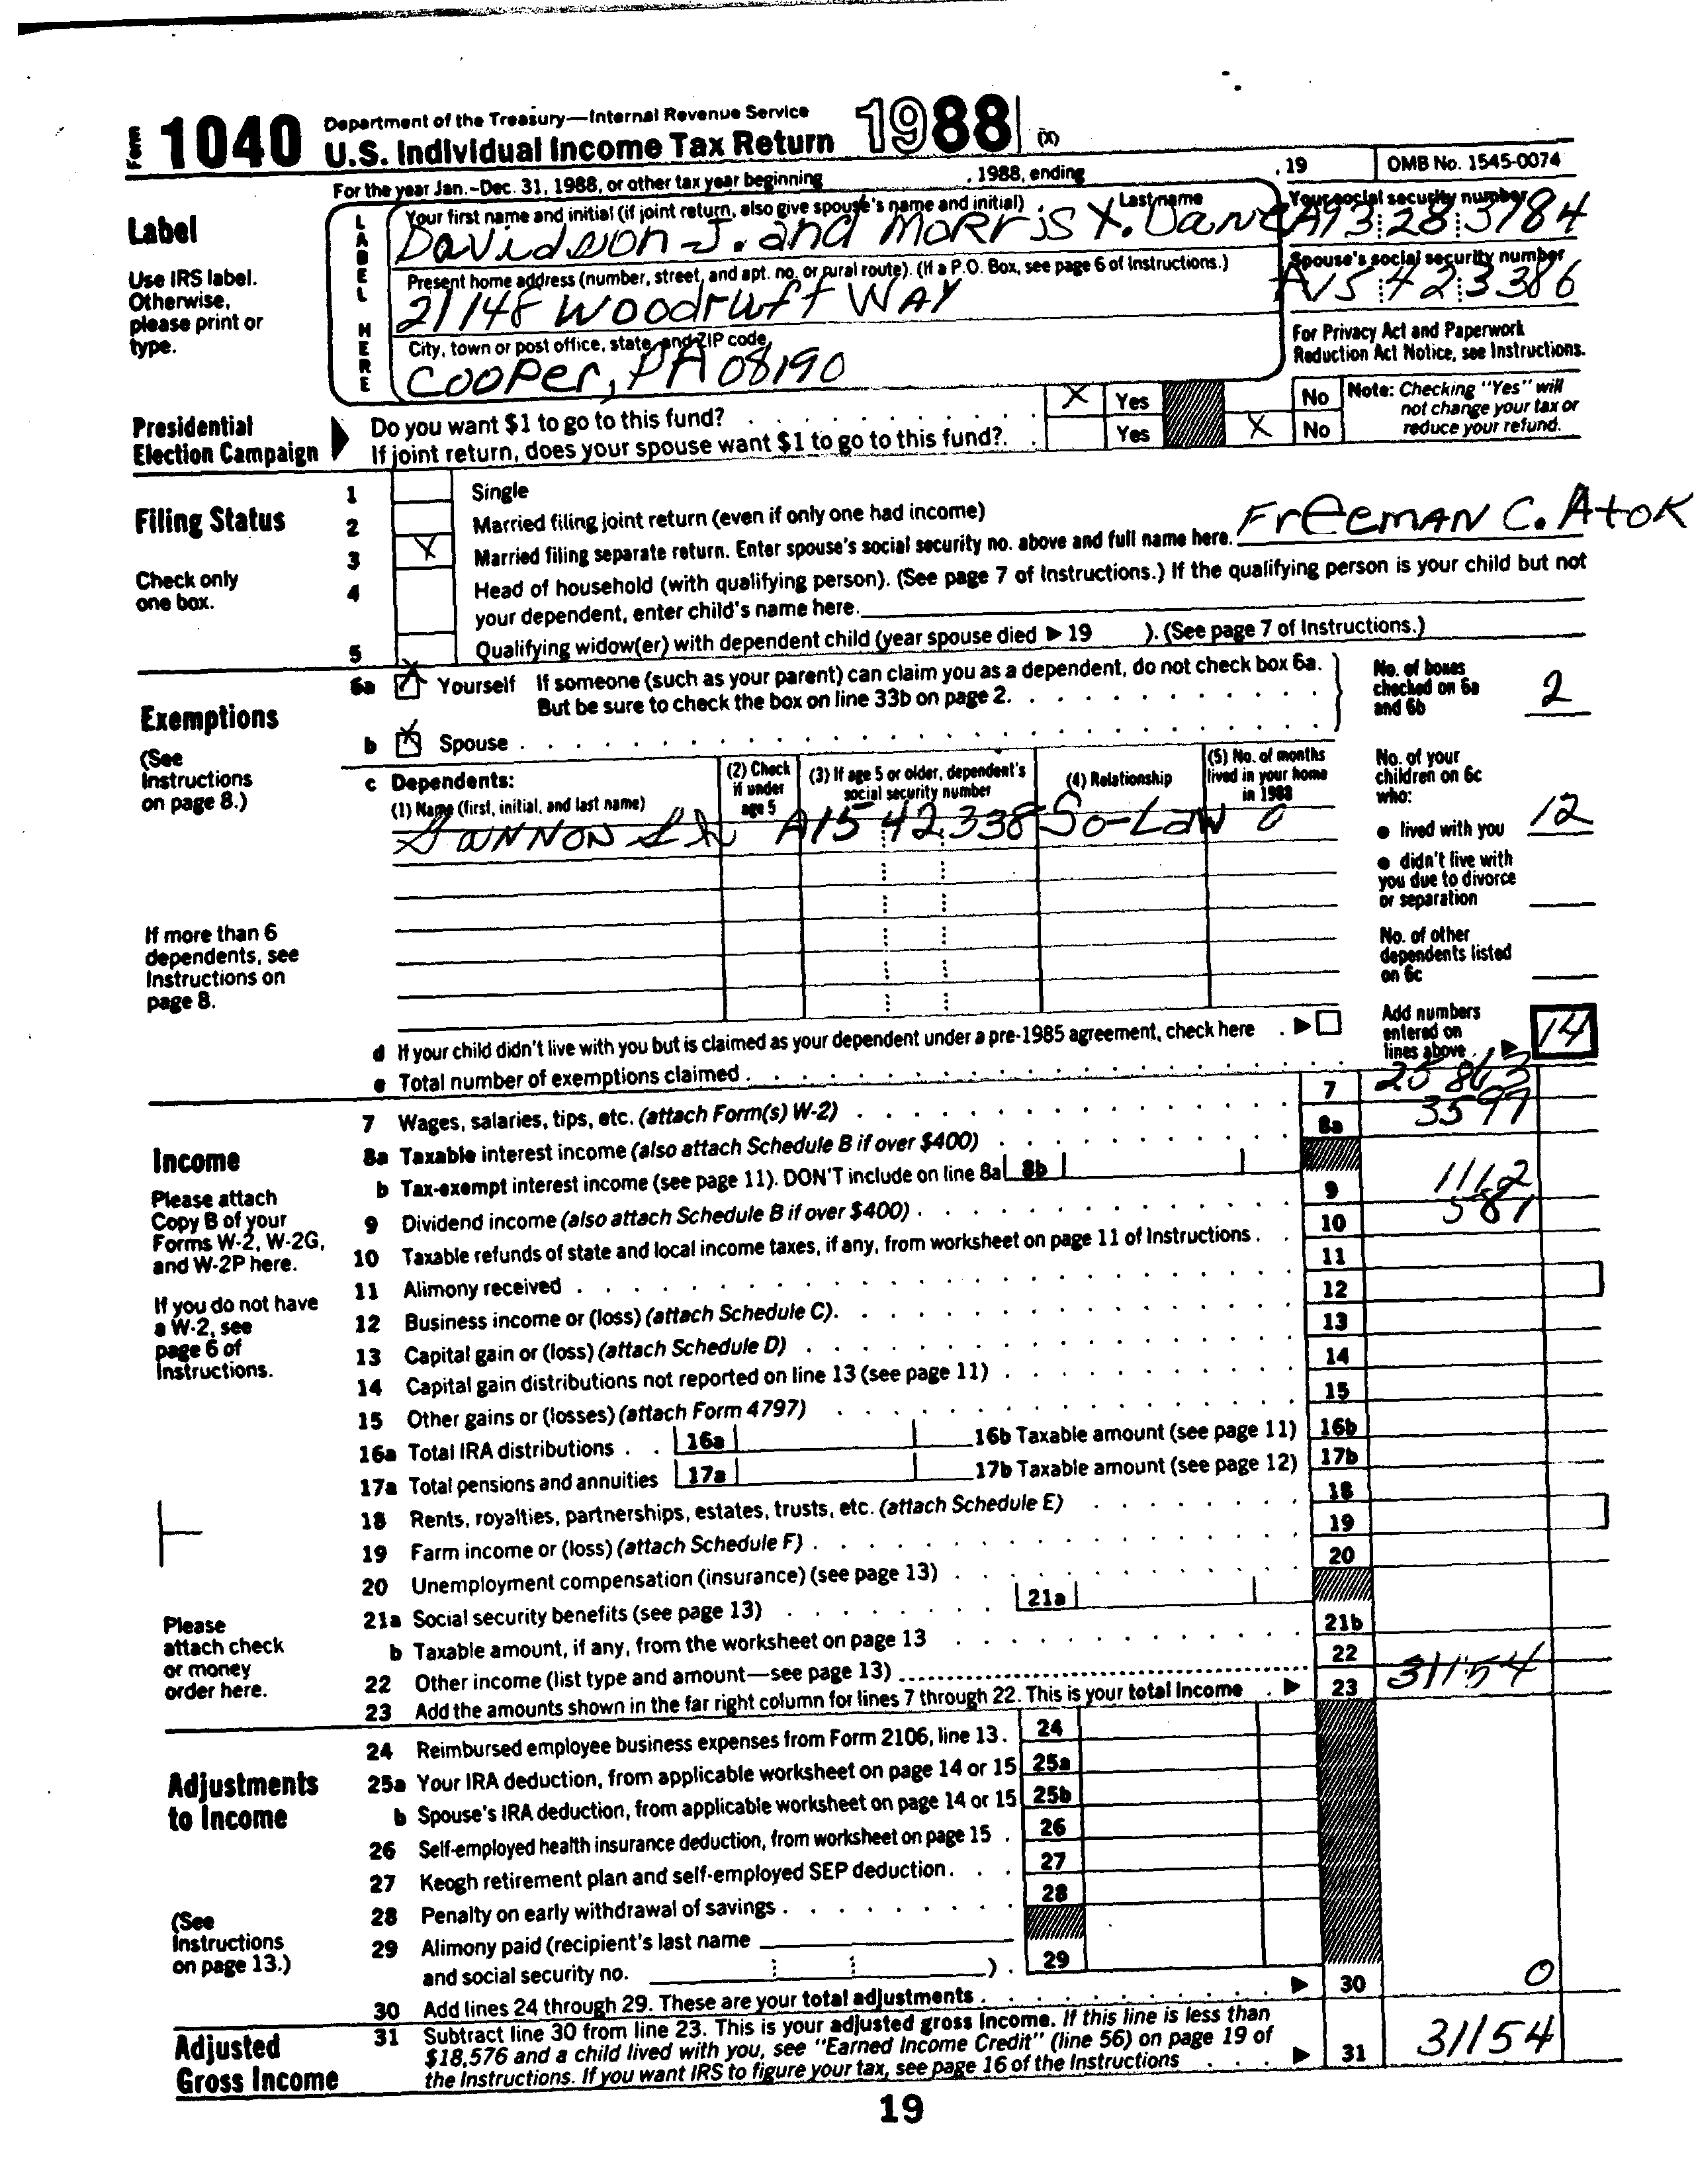 Form 1040 Department of the Treasury—Internal Revenue Service
U.S. Individual Income Tax Return 1988 (X)
For the year Jan.-Dec. 31, 1988, or other tax year beginning , 1988, ending , 19 OMB No. 1545-0074
Label
Use IRS label.
Otherwise,
please print or
type.
LABEL HERE
Your first name and initial (if joint return, also give spouse's name and initial) Last name
Davidson J. and Morris X.
Your social security number
A13 28 3184
Present home address (number, street, and apt. no. or rural route). (If a P.O. Box, see page 6 of Instructions.)
21148 Woodruff WAY
Spouse's social security number
A15 42 3386
City, town or post office, state, and ZIP code
Cooper, PA 08190
For Privacy Act and Paperwork
Reduction Act Notice, see Instructions.
Presidential
Election Campaign
Do you want $1 to go to this fund? X Yes No
If joint return, does your spouse want $1 to go to this fund? Yes X No
Note: Checking "Yes" will
not change your tax or
reduce your refund.
Filing Status
Check only
one box.
1 Single
2 Married filing joint return (even if only one had income)
3 X Married filing separate return. Enter spouse's social security no. above and full name here. Freeman C. Atok
4 Head of household (with qualifying person). (See page 7 of Instructions.) If the qualifying person is your child but not
your dependent, enter child's name here.
5 Qualifying widow(er) with dependent child (year spouse died ▶ 19 ). (See page 7 of Instructions.)
Exemptions
(See
Instructions
on page 8.)
6a X Yourself If someone (such as your parent) can claim you as a dependent, do not check box 6a.
But be sure to check the box on line 33b on page 2.
b X Spouse
No. of boxes
checked on 6a
and 6b 2
c Dependents:
(1) Name (first, initial, and last name)
(2) Check
if under
age 5
(3) If age 5 or older, dependent's
social security number
(4) Relationship
(5) No. of months
lived in your home
in 1988
A15 42 338 So-Law 0
No. of your
children on 6c
who:
● lived with you 12
● didn't live with
you due to divorce
or separation
No. of other
dependents listed
on 6c
If more than 6
dependents, see
Instructions on
page 8.
d If your child didn't live with you but is claimed as your dependent under a pre-1985 agreement, check here ▶
e Total number of exemptions claimed
Add numbers
entered on
lines above ▶ 14
Income
Please attach
Copy B of your
Forms W-2, W-2G,
and W-2P here.
If you do not have
a W-2, see
page 6 of
Instructions.
Please
attach check
or money
order here.
7 Wages, salaries, tips, etc. (attach Form(s) W-2) 7 25 863
8a Taxable interest income (also attach Schedule B if over $400) 8a 3597
b Tax-exempt interest income (see page 11). DON'T include on line 8a 8b
9 Dividend income (also attach Schedule B if over $400) 9 1112
10 Taxable refunds of state and local income taxes, if any, from worksheet on page 11 of Instructions 10 581
11 Alimony received 11
12 Business income or (loss) (attach Schedule C) 12
13 Capital gain or (loss) (attach Schedule D) 13
14 Capital gain distributions not reported on line 13 (see page 11) 14
15 Other gains or (losses) (attach Form 4797) 15
16a Total IRA distributions 16a 16b Taxable amount (see page 11) 16b
17a Total pensions and annuities 17a 17b Taxable amount (see page 12) 17b
18 Rents, royalties, partnerships, estates, trusts, etc. (attach Schedule E) 18
19 Farm income or (loss) (attach Schedule F) 19
20 Unemployment compensation (insurance) (see page 13) 20
21a Social security benefits (see page 13) 21a
b Taxable amount, if any, from the worksheet on page 13 21b
22 Other income (list type and amount—see page 13) 22
23 Add the amounts shown in the far right column for lines 7 through 22. This is your total income ▶ 23 31154
Adjustments
to Income
(See
Instructions
on page 13.)
24 Reimbursed employee business expenses from Form 2106, line 13. 24
25a Your IRA deduction, from applicable worksheet on page 14 or 15 25a
b Spouse's IRA deduction, from applicable worksheet on page 14 or 15 25b
26 Self-employed health insurance deduction, from worksheet on page 15 26
27 Keogh retirement plan and self-employed SEP deduction 27
28 Penalty on early withdrawal of savings 28
29 Alimony paid (recipient's last name
and social security no. ) 29
30 Add lines 24 through 29. These are your total adjustments ▶ 30 0
Adjusted
Gross Income
31 Subtract line 30 from line 23. This is your adjusted gross income. If this line is less than
$18,576 and a child lived with you, see "Earned Income Credit" (line 56) on page 19 of
the Instructions. If you want IRS to figure your tax, see page 16 of the Instructions ▶ 31 31154
19